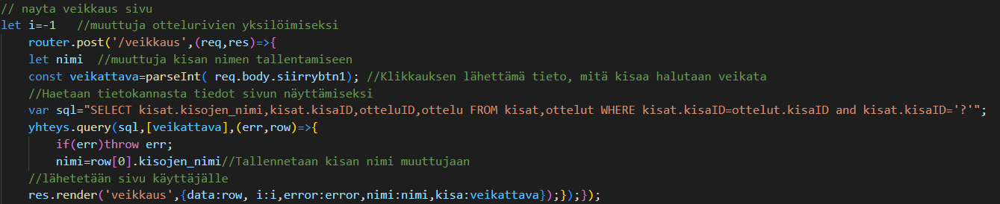 // nayta veikkaus sivu
let i=-1   //muuttuja ottelurivien yksilöimiseksi
    router.post('/veikkaus',(req,res)=>{
    let nimi  //muuttuja kisan nimen tallentamiseen
    const veikattava=parseInt( req.body.siirrybtn1); //Klikkauksen lähettämä tieto, mitä kisaa halutaan veikata
    //Haetaan tietokannasta tiedot sivun näyttämiseksi
    var sql="SELECT kisat.kisojen_nimi,kisat.kisaID,otteluID,ottelu FROM kisat,ottelut WHERE kisat.kisaID=ottelut.kisaID and kisat.kisaID='?'";
    yhteys.query(sql,[veikattava],(err,row)=>{
        if(err)throw err;
        nimi=row[0].kisojen_nimi//Tallennetaan kisan nimi muuttujaan
    //lähetetään sivu käyttäjälle
    res.render('veikkaus',{data:row, i:i,error:error,nimi:nimi,kisa:veikattava});});});